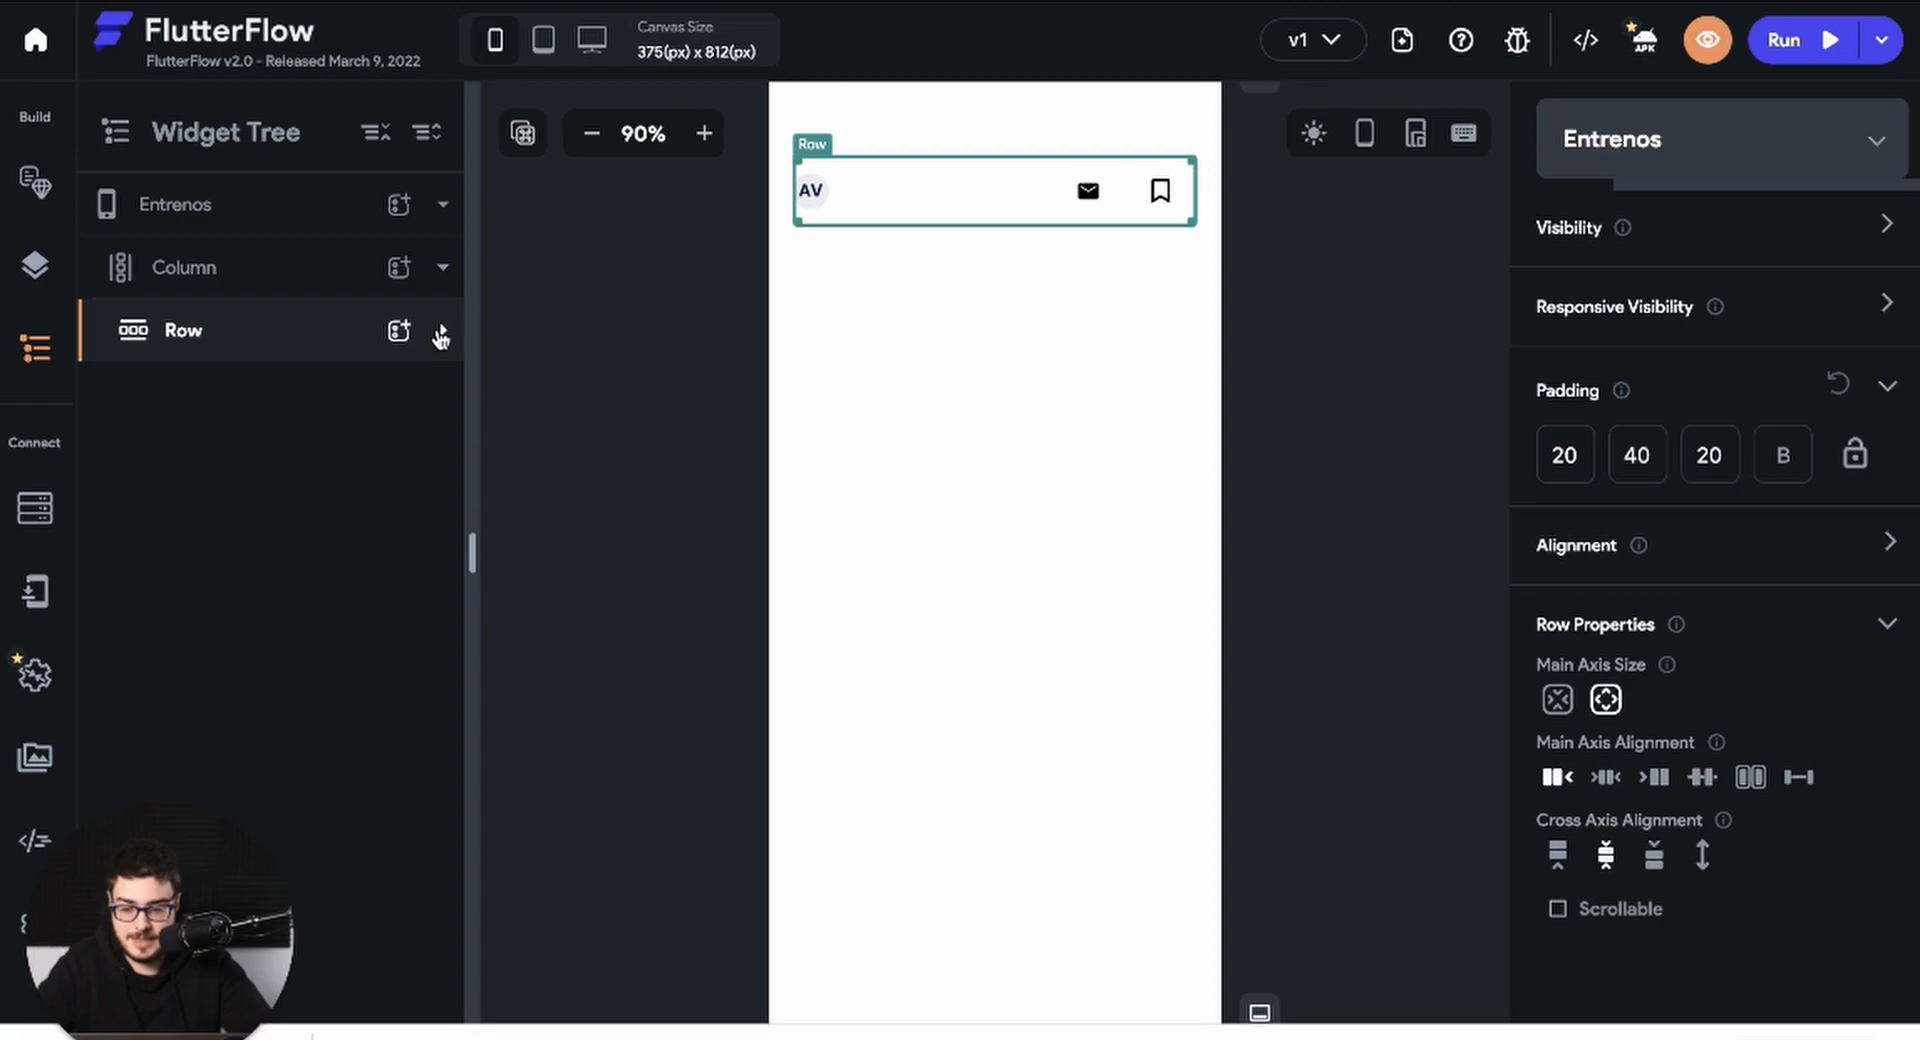 FlutterFlow
FlutterFlow v2.0 - Released March 9, 2022
Canvas Size
375(px) x 812(px)
v1
APK
Run
Build
Widget Tree
90%
Entrenos
Entrenos
Column
Row
Row
AV
Visibility
Responsive Visibility
Padding
20
40
20
B
Connect
Alignment
Row Properties
Main Axis Size
Main Axis Alignment
Cross Axis Alignment
Scrollable